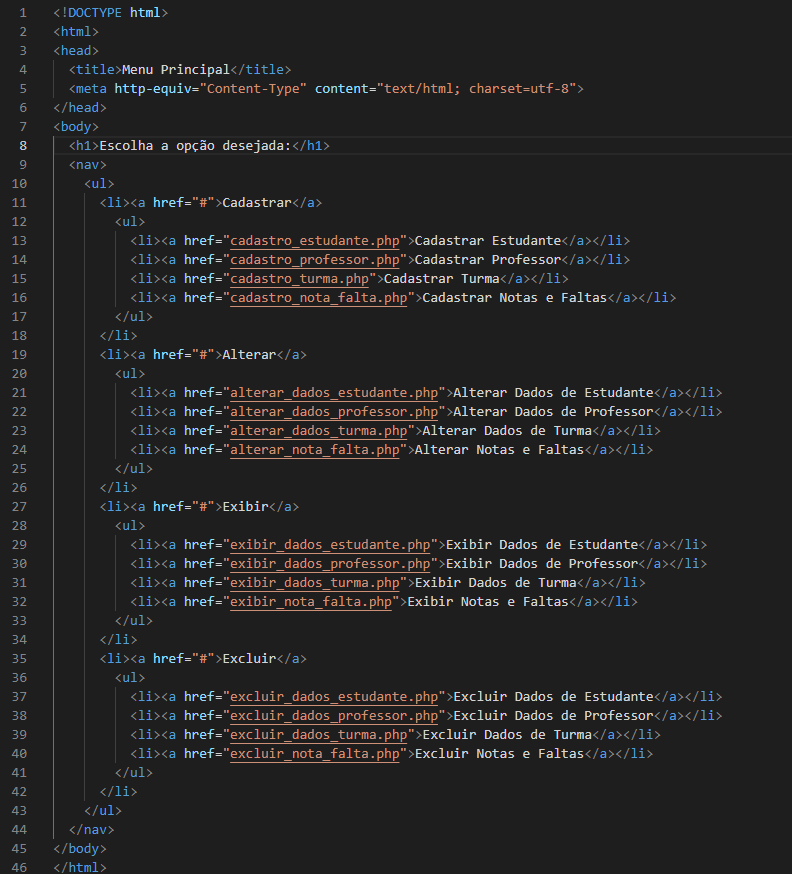 1 <!DOCTYPE html>
2 <html>
3 <head>
4 <title>Menu Principal</title>
5 <meta http-equiv="Content-Type" content="text/html; charset=utf-8">
6 </head>
7 <body>
8 <h1>Escolha a opção desejada:</h1>
9 <nav>
10 <ul>
11 <li><a href="#">Cadastrar</a>
12 <ul>
13 <li><a href="cadastro_estudante.php">Cadastrar Estudante</a></li>
14 <li><a href="cadastro_professor.php">Cadastrar Professor</a></li>
15 <li><a href="cadastro_turma.php">Cadastrar Turma</a></li>
16 <li><a href="cadastro_nota_falta.php">Cadastrar Notas e Faltas</a></li>
17 </ul>
18 </li>
19 <li><a href="#">Alterar</a>
20 <ul>
21 <li><a href="alterar_dados_estudante.php">Alterar Dados de Estudante</a></li>
22 <li><a href="alterar_dados_professor.php">Alterar Dados de Professor</a></li>
23 <li><a href="alterar_dados_turma.php">Alterar Dados de Turma</a></li>
24 <li><a href="alterar_nota_falta.php">Alterar Notas e Faltas</a></li>
25 </ul>
26 </li>
27 <li><a href="#">Exibir</a>
28 <ul>
29 <li><a href="exibir_dados_estudante.php">Exibir Dados de Estudante</a></li>
30 <li><a href="exibir_dados_professor.php">Exibir Dados de Professor</a></li>
31 <li><a href="exibir_dados_turma.php">Exibir Dados de Turma</a></li>
32 <li><a href="exibir_nota_falta.php">Exibir Notas e Faltas</a></li>
33 </ul>
34 </li>
35 <li><a href="#">Excluir</a>
36 <ul>
37 <li><a href="excluir_dados_estudante.php">Excluir Dados de Estudante</a></li>
38 <li><a href="excluir_dados_professor.php">Excluir Dados de Professor</a></li>
39 <li><a href="excluir_dados_turma.php">Excluir Dados de Turma</a></li>
40 <li><a href="excluir_nota_falta.php">Excluir Notas e Faltas</a></li>
41 </ul>
42 </li>
43 </ul>
44 </nav>
45 </body>
46 </html>